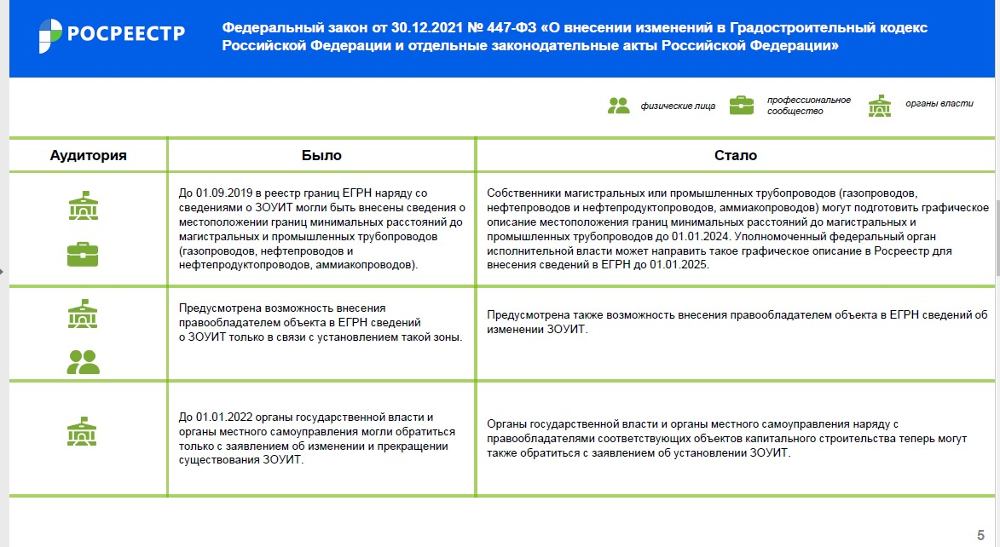 РОСРЕЕСТР
Федеральный закон от 30.12.2021 № 447-ФЗ «О внесении изменений в Градостроительный кодекс
Российской Федерации и отдельные законодательные акты Российской Федерации»
физические лица
профессиональное
сообщество
органы власти
Аудитория
Было
Стало
До 01.09.2019 в реестр границ ЕГРН наряду со
сведениями о ЗОУИТ могли быть внесены сведения о
местоположении границ минимальных расстояний до
магистральных и промышленных трубопроводов
(газопроводов, нефтепроводов и
нефтепродуктопроводов, аммиакопроводов).
Собственники магистральных или промышленных трубопроводов (газопроводов,
нефтепроводов и нефтепродуктопроводов, аммиакопроводов) могут подготовить графическое
описание местоположения границ минимальных расстояний до магистральных и
промышленных трубопроводов до 01.01.2024. Уполномоченный федеральный орган
исполнительной власти может направить такое графическое описание в Росреестр для
внесения сведений в ЕГРН до 01.01.2025.
Предусмотрена возможность внесения
правообладателем объекта в ЕГРН сведений
о ЗОУИТ только в связи с установлением такой зоны.
Предусмотрена также возможность внесения правообладателем объекта в ЕГРН сведений об
изменении ЗОУИТ.
До 01.01.2022 органы государственной власти и
органы местного самоуправления могли обратиться
только с заявлением об изменении и прекращении
существования ЗОУИТ.
Органы государственной власти и органы местного самоуправления наряду с
правообладателями соответствующих объектов капитального строительства теперь могут
также обратиться с заявлением об установлении ЗОУИТ.
5